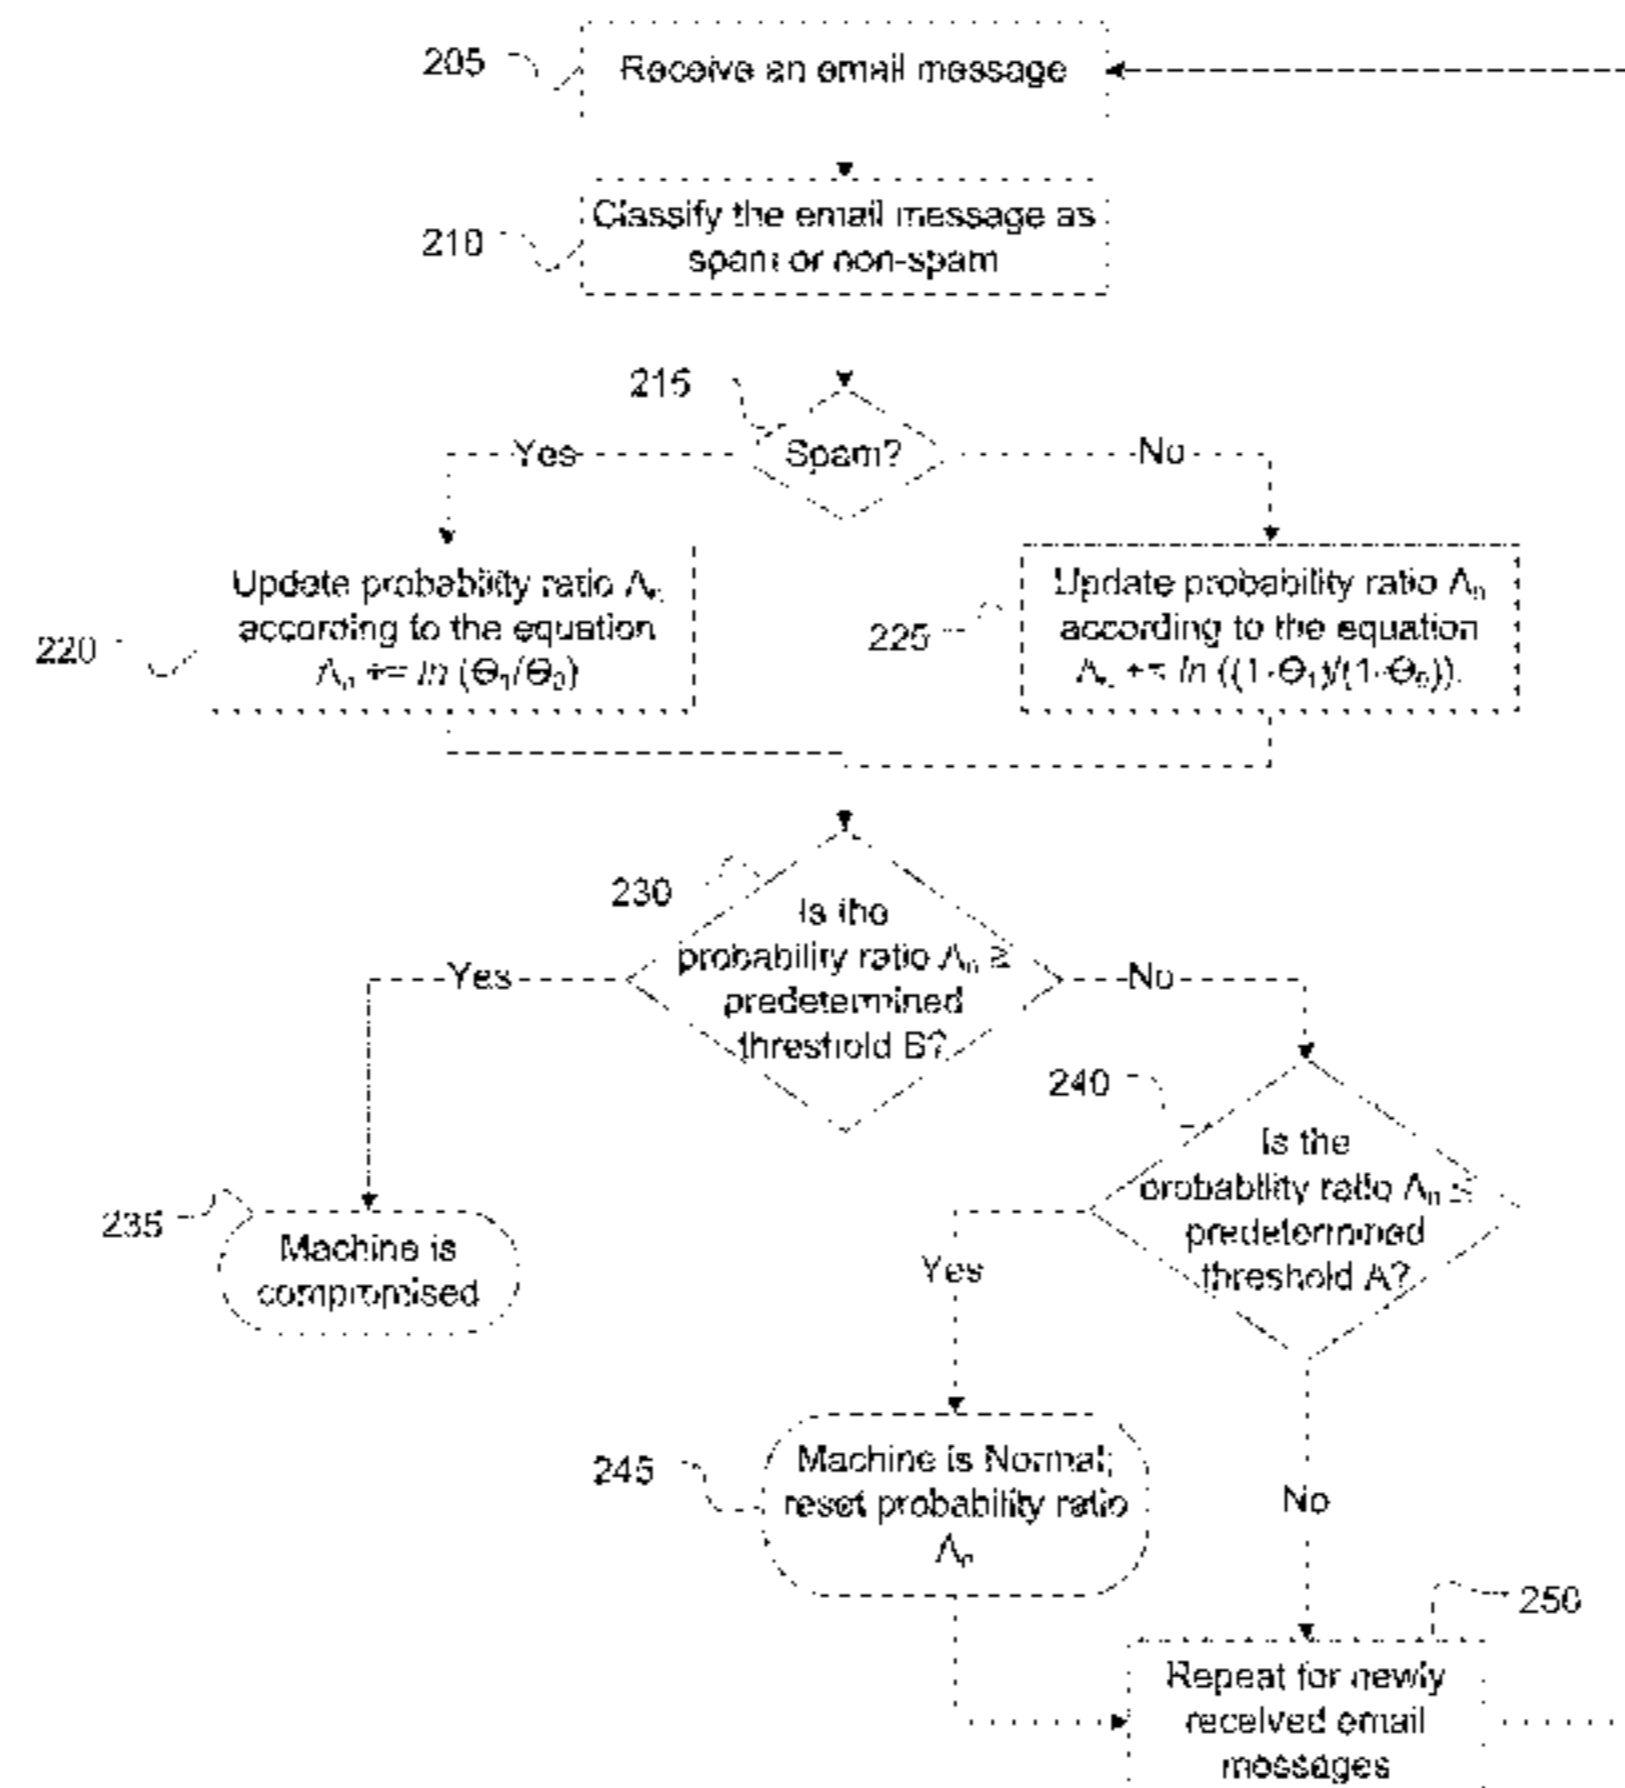 205
Receive an email message
210
Classify the email message as
spam or non-spam
215
Spam?
Yes
No
220
Update probability ratio Λn
according to the equation
Λn += ln (Θ1/Θ0)
225
Update probability ratio Λn
according to the equation
Λn += ln ((1-Θ1)/(1-Θ0)).
230
Is the
probability ratio Λn ≥
predetermined
threshold B?
Yes
No
235
Machine is
compromised
240
Is the
probability ratio Λn ≤
predetermined
threshold A?
Yes
No
245
Machine is Normal;
reset probability ratio
Λn
250
Repeat for newly
received email
messages